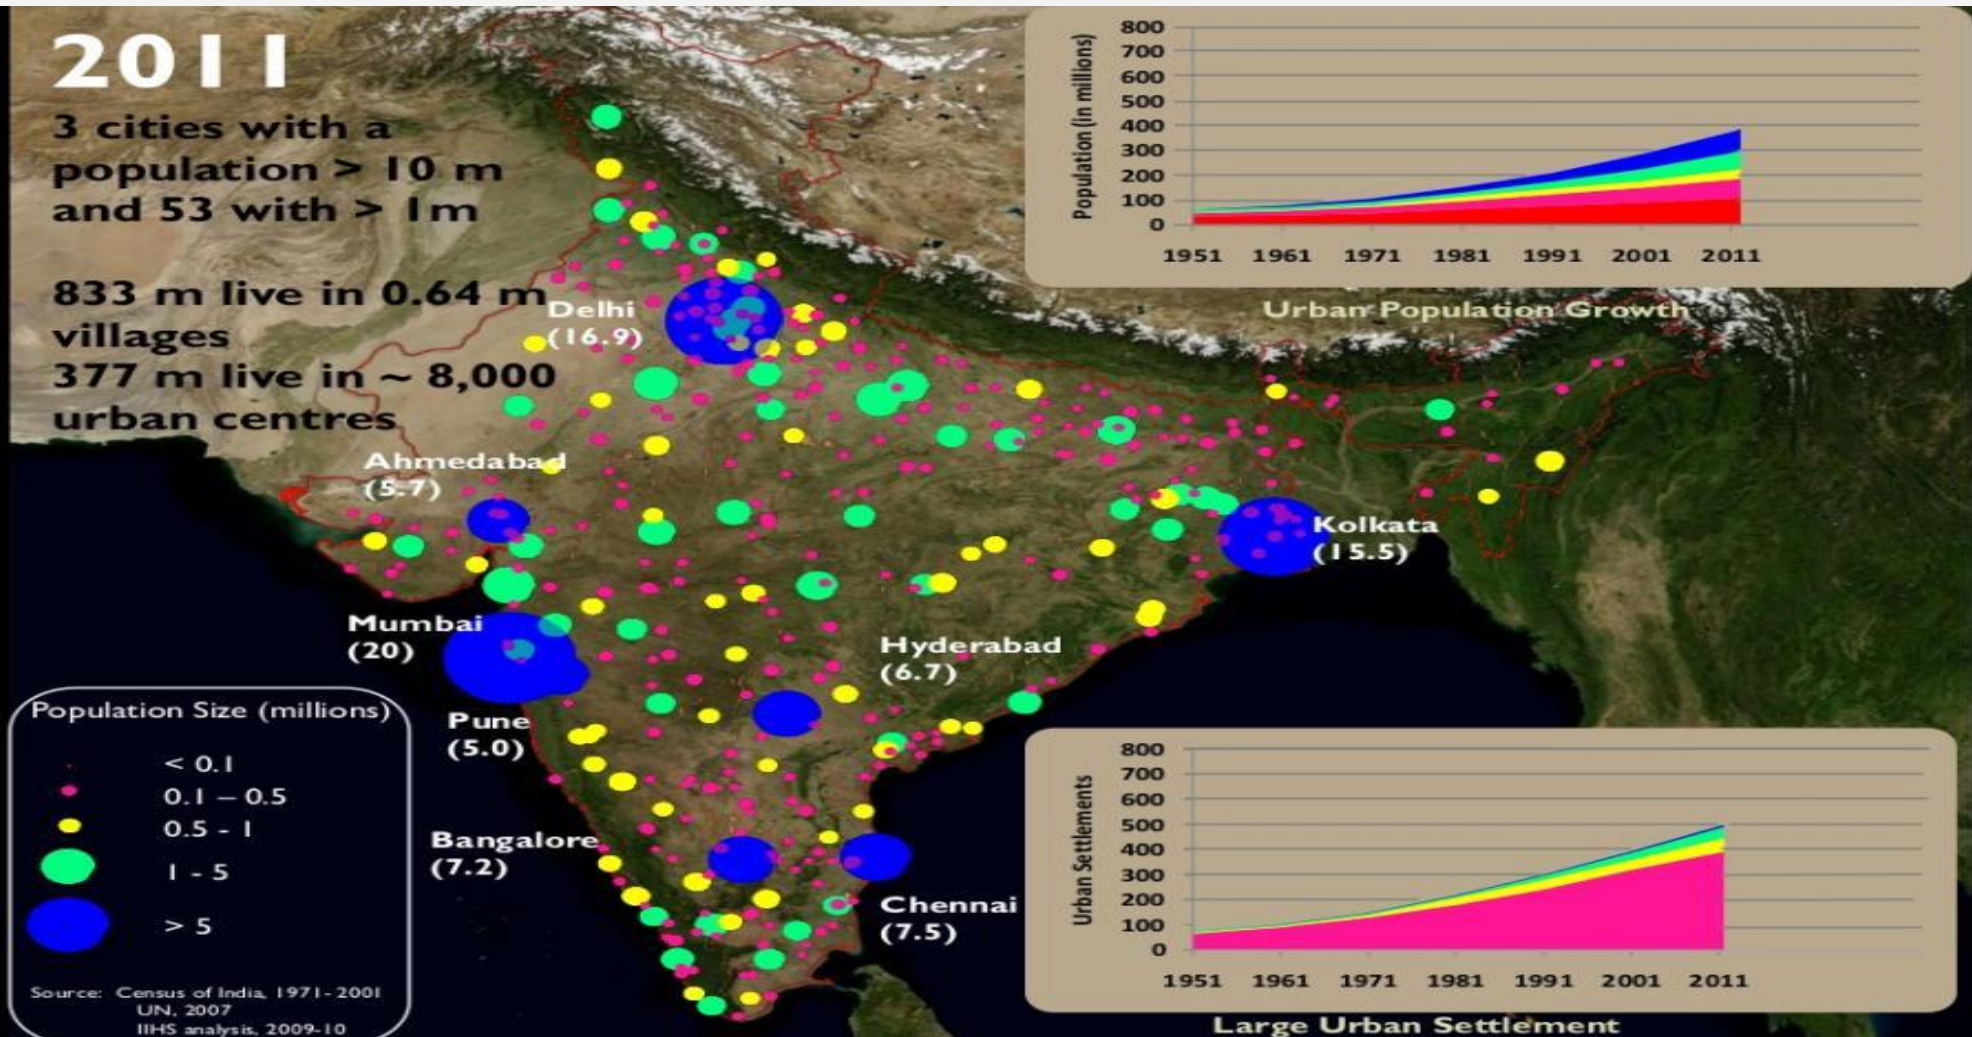 2011
3 cities with a
population > 10 m
and 53 with > 1m
833 m live in 0.64 m
villages
377 m live in ~ 8,000
urban centres
Delhi
(16.9)
Ahmedabad
(5.7)
Kolkata
(15.5)
Mumbai
(20)
Hyderabad
(6.7)
Pune
(5.0)
Bangalore
(7.2)
Chennai
(7.5)
Population Size (millions)
< 0.1
0.1 – 0.5
0.5 - 1
1 - 5
> 5
Source: Census of India, 1971-2001
UN, 2007
IIHS analysis, 2009-10
Population (in millions)
800
700
600
500
400
300
200
100
0
1951 1961 1971 1981 1991 2001 2011
Urban Population Growth
Urban Settlements
800
700
600
500
400
300
200
100
0
1951 1961 1971 1981 1991 2001 2011
Large Urban Settlement